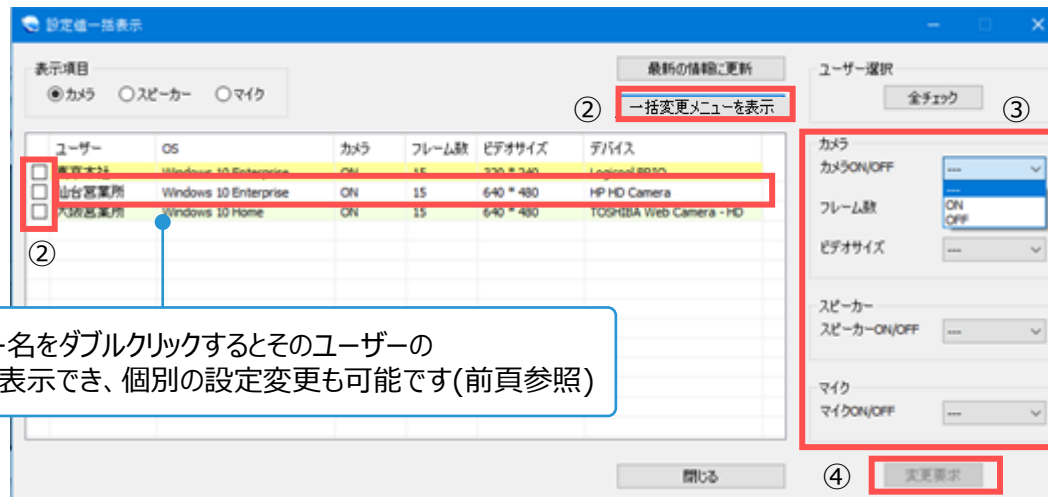 設定値一括表示
表示項目
カメラ スピーカー マイク
最新の情報に更新
② 一括変更メニューを表示
ユーザー選択
全チェック
③
ユーザー OS カメラ フレーム数 ビデオサイズ デバイス
東京本社 Windows 10 Enterprise ON 15 320 * 240 Logicool BRIO
仙台営業所 Windows 10 Enterprise ON 15 640 * 480 HP HD Camera
大阪営業所 Windows 10 Home ON 15 640 * 480 TOSHIBA Web Camera - HD
②
ー名をダブルクリックするとそのユーザーの
表示でき、個別の設定変更も可能です(前頁参照)
カメラ
カメラON/OFF ---
---
ON
OFF
フレーム数
ビデオサイズ ---
スピーカー
スピーカーON/OFF ---
マイク
マイクON/OFF ---
閉じる
④ 変更要求